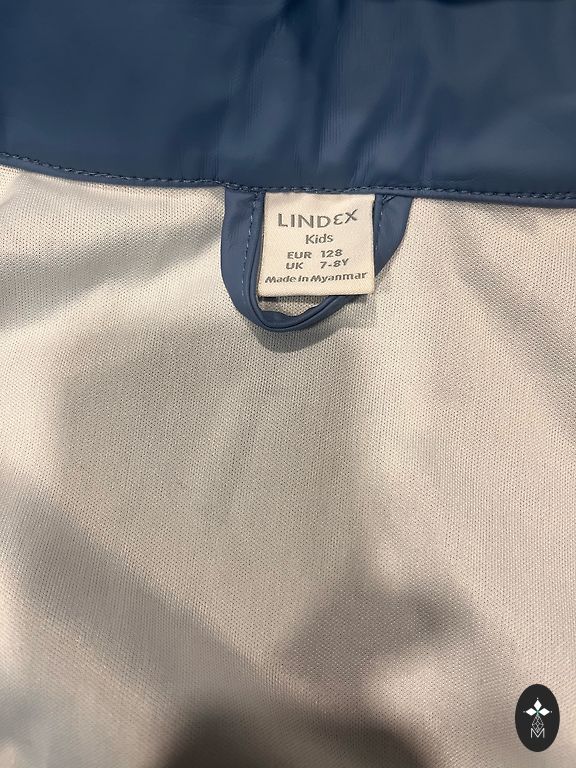 LINDEX
Kids
EUR 128
UK 7-8Y
Made in Myanmar